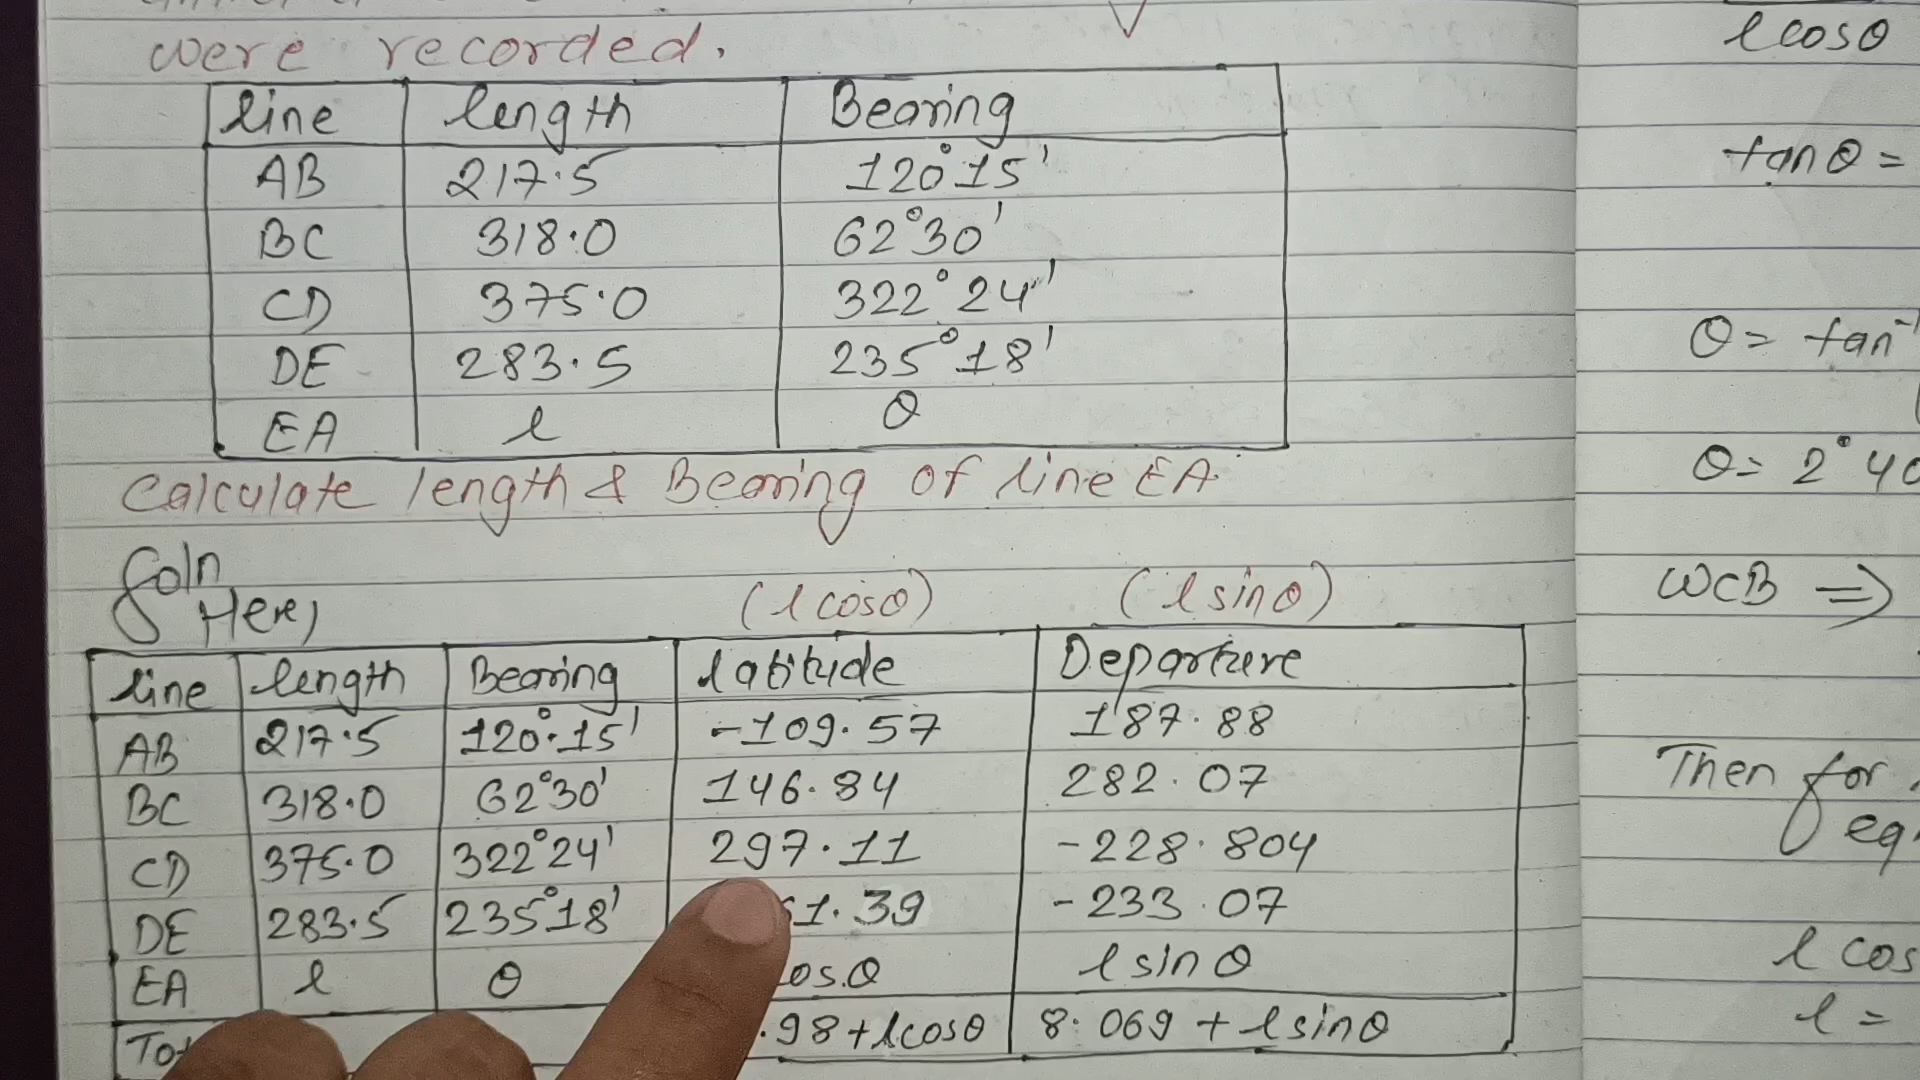 were recorded.
line length Bearing
AB 217.5 120°15'
BC 318.0 62°30'
CD 375.0 322°24'
DE 283.5 235°18'
EA l θ
Calculate length & Bearing of line EA
Soln
Here,
(l cosθ) (l sinθ)
line length Bearing latitude Departure
AB 217.5 120°.15' -109.57 187.88
BC 318.0 62°30' 146.84 282.07
CD 375.0 322°24' 297.11 -228.804
DE 283.5 235°18' 1.39 -233.07
EA l θ os.θ l sinθ
.98+lcosθ 8.069 + l sinθ
l cosθ
tanθ =
θ = tan⁻¹
θ = 2°40
WCB ⇒
Then for
eq
l cos
l =